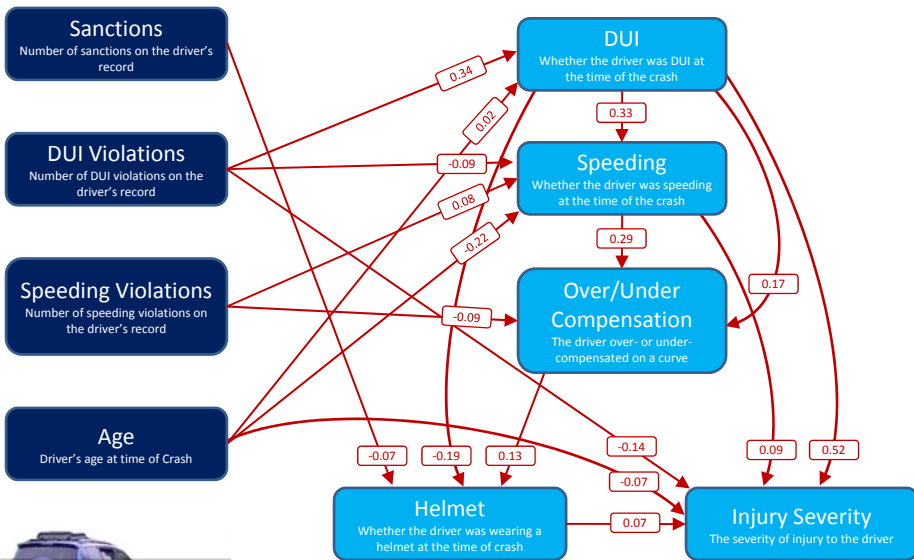 Sanctions
Number of sanctions on the driver's
record
DUI Violations
Number of DUI violations on the
driver's record
Speeding Violations
Number of speeding violations on
the driver's record
Age
Driver's age at time of Crash
DUI
Whether the driver was DUI at
the time of the crash
Speeding
Whether the driver was speeding
at the time of the crash
Over/Under
Compensation
The driver over- or under-
compensated on a curve
Helmet
Whether the driver was wearing a
helmet at the time of crash
Injury Severity
The severity of injury to the driver
0.34
0.02
0.33
-0.09
0.08
-0.22
0.29
0.17
-0.09
-0.14
-0.07
-0.19
0.13
0.09
0.52
-0.07
0.07